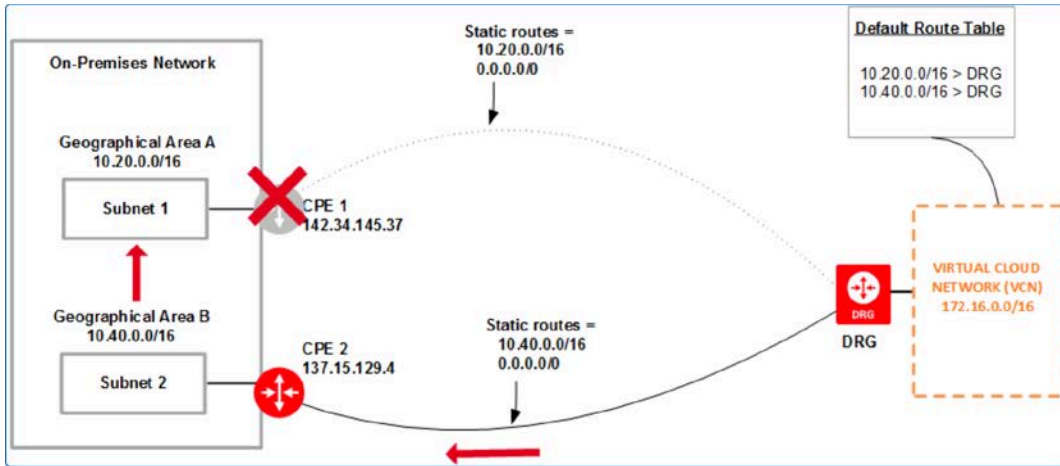 On-Premises Network
Geographical Area A
10.20.0.0/16
Subnet 1
CPE 1
142.34.145.37
Geographical Area B
10.40.0.0/16
Subnet 2
CPE 2
137.15.129.4
Static routes =
10.20.0.0/16
0.0.0.0/0
Static routes =
10.40.0.0/16
0.0.0.0/0
DRG
DRG
Default Route Table
10.20.0.0/16 > DRG
10.40.0.0/16 > DRG
VIRTUAL CLOUD
NETWORK (VCN)
172.16.0.0/16